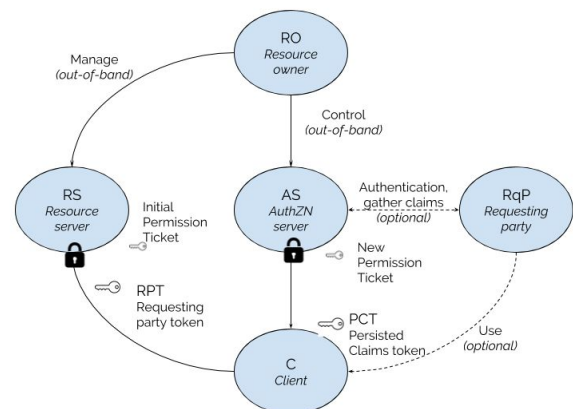 RO
Resource
owner
Manage
(out-of-band)
Control
(out-of-band)
RS
Resource
server
Initial
Permission
Ticket
AS
AuthZN
server
Authentication,
gather claims
(optional)
RqP
Requesting
party
New
Permission
Ticket
RPT
Requesting
party token
PCT
Persisted
Claims token
Use
(optional)
C
Client